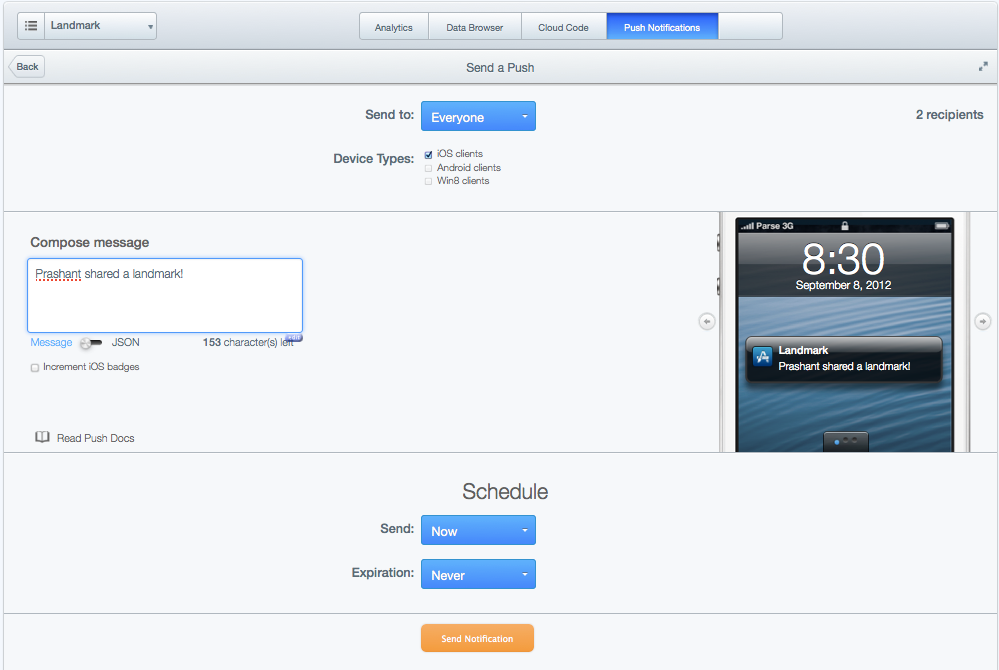 Landmark
Analytics
Data Browser
Cloud Code
Push Notifications
Back
Send a Push
Send to:
Everyone
2 recipients
Device Types:
iOS clients
Android clients
Win8 clients
Compose message
Prashant shared a landmark!
Message
JSON
153 character(s) left
Increment iOS badges
Read Push Docs
Parse 3G
8:30
September 8, 2012
Landmark
Prashant shared a landmark!
Schedule
Send:
Now
Expiration:
Never
Send Notification